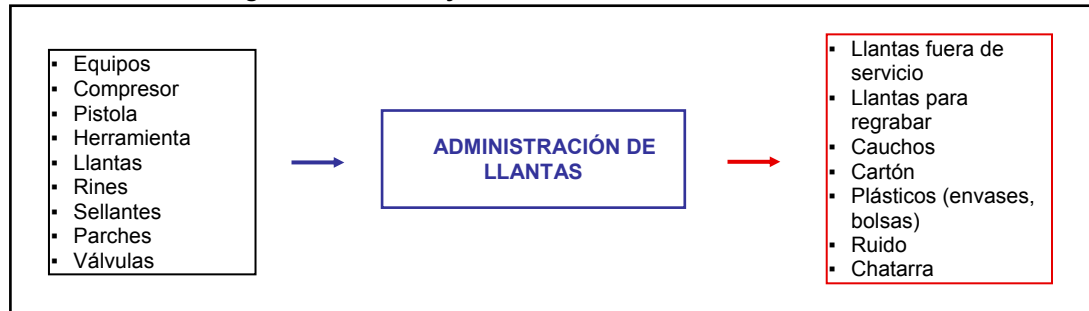 ▪ Equipos
▪ Compresor
▪ Pistola
▪ Herramienta
▪ Llantas
▪ Rines
▪ Sellantes
▪ Parches
▪ Válvulas
ADMINISTRACIÓN DE
LLANTAS
▪ Llantas fuera de
servicio
▪ Llantas para
regrabar
▪ Cauchos
▪ Cartón
▪ Plásticos (envases,
bolsas)
▪ Ruido
▪ Chatarra